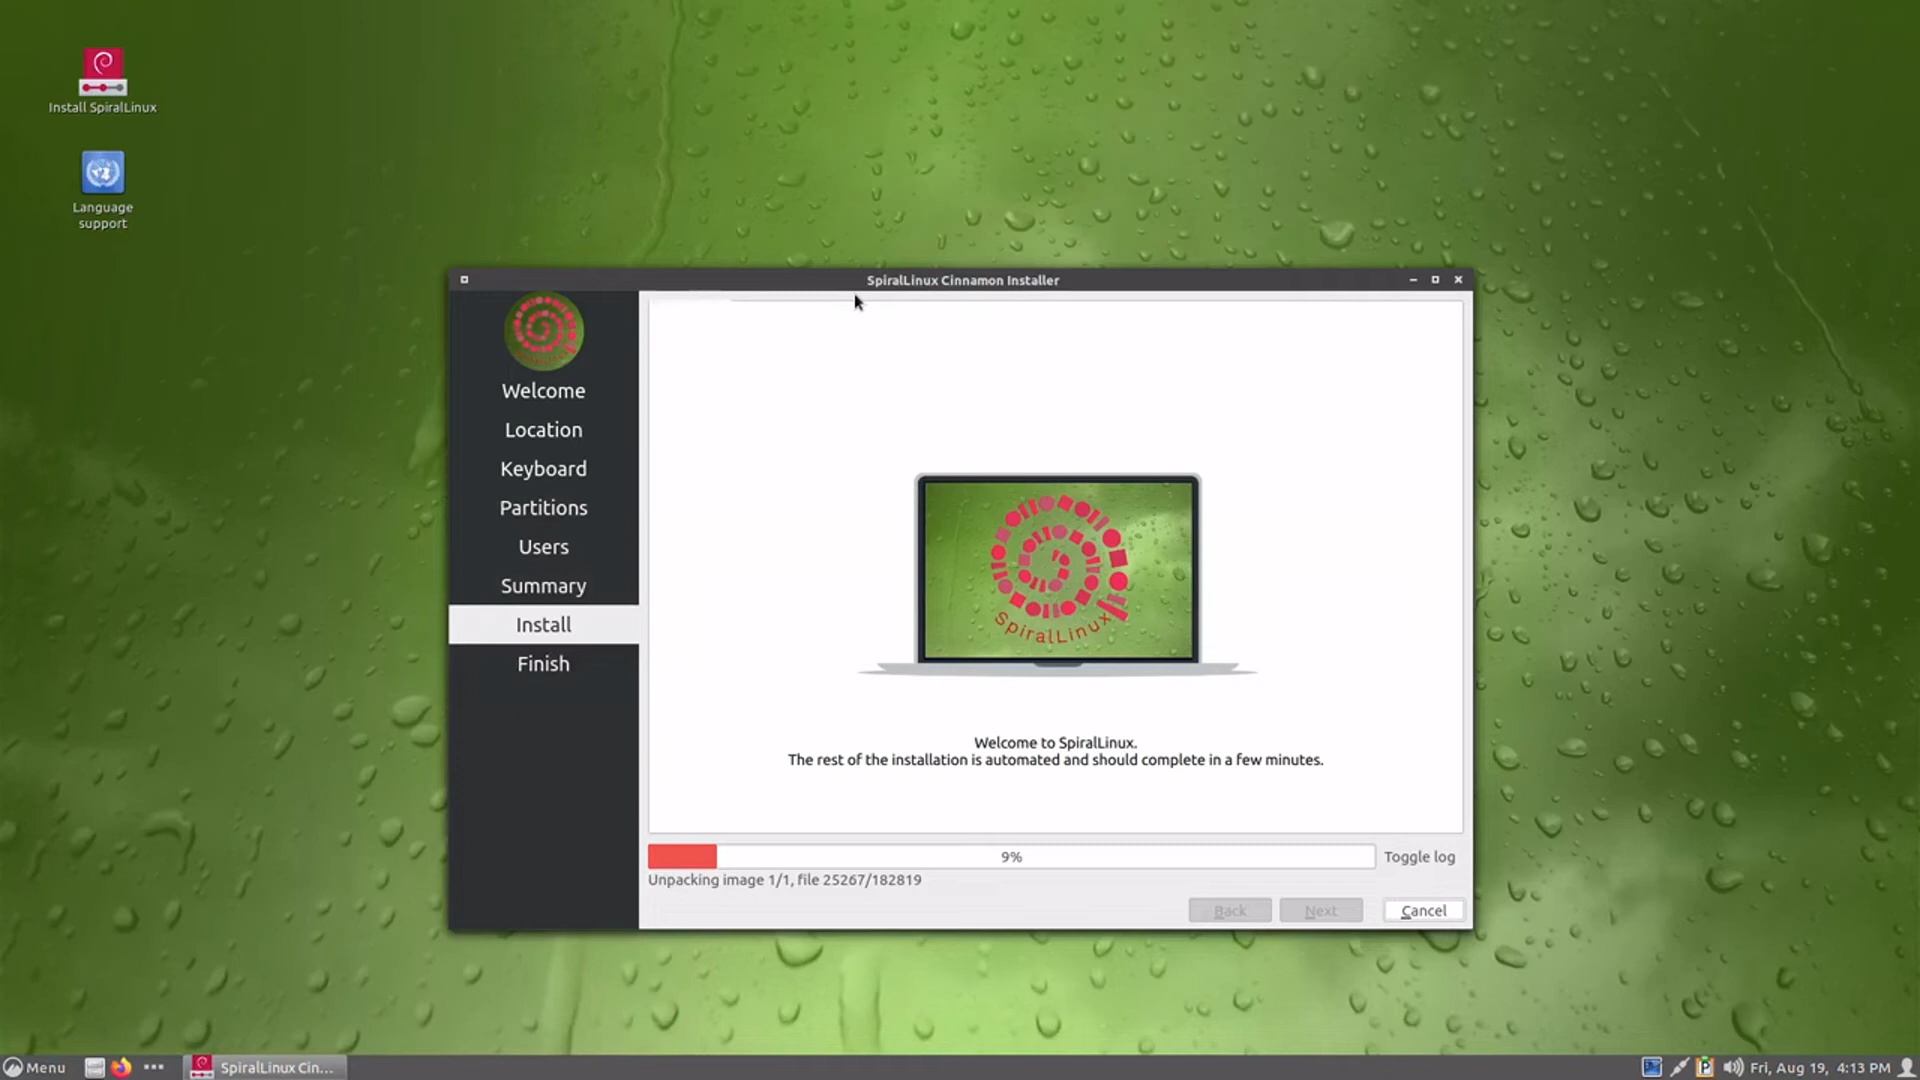 Install SpiralLinux
Language
support
SpiralLinux Cinnamon Installer
Welcome
Location
Keyboard
Partitions
Users
Summary
Install
Finish
SpiralLinux
Welcome to SpiralLinux.
The rest of the installation is automated and should complete in a few minutes.
9%
Toggle log
Unpacking image 1/1, file 25267/182819
Back
Next
Cancel
Menu
SpiralLinux Cin...
Fri, Aug 19, 4:13 PM